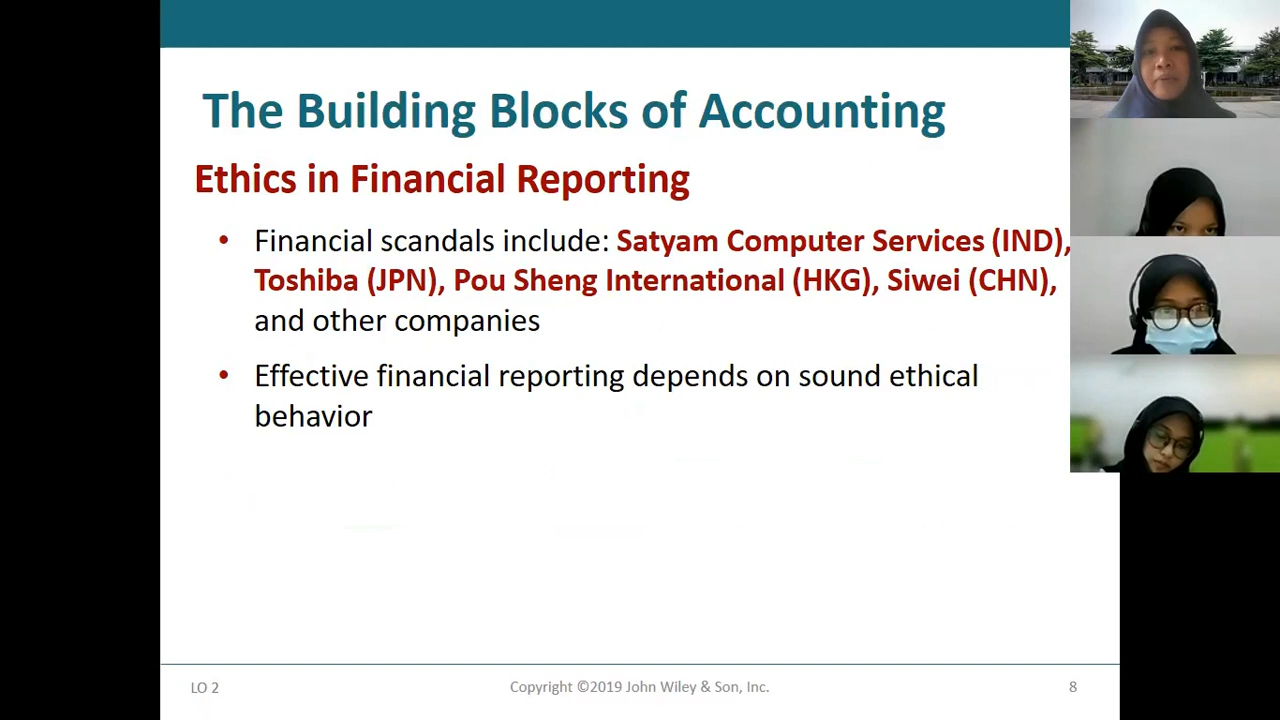 The Building Blocks of Accounting
Ethics in Financial Reporting
• Financial scandals include: Satyam Computer Services (IND),
Toshiba (JPN), Pou Sheng International (HKG), Siwei (CHN),
and other companies
• Effective financial reporting depends on sound ethical
behavior
LO 2
Copyright ©2019 John Wiley & Son, Inc.
8